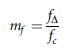 m_f = f_Δ / f_c